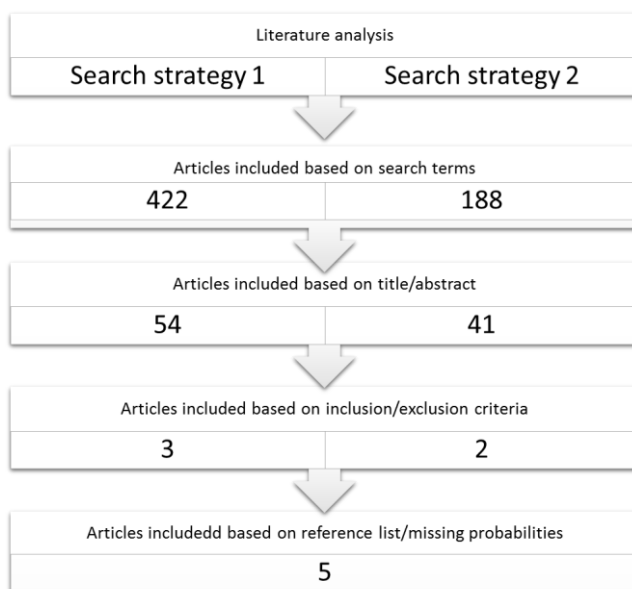 Literature analysis
Search strategy 1 Search strategy 2
Articles included based on search terms
422 188
Articles included based on title/abstract
54 41
Articles included based on inclusion/exclusion criteria
3 2
Articles includedd based on reference list/missing probabilities
5